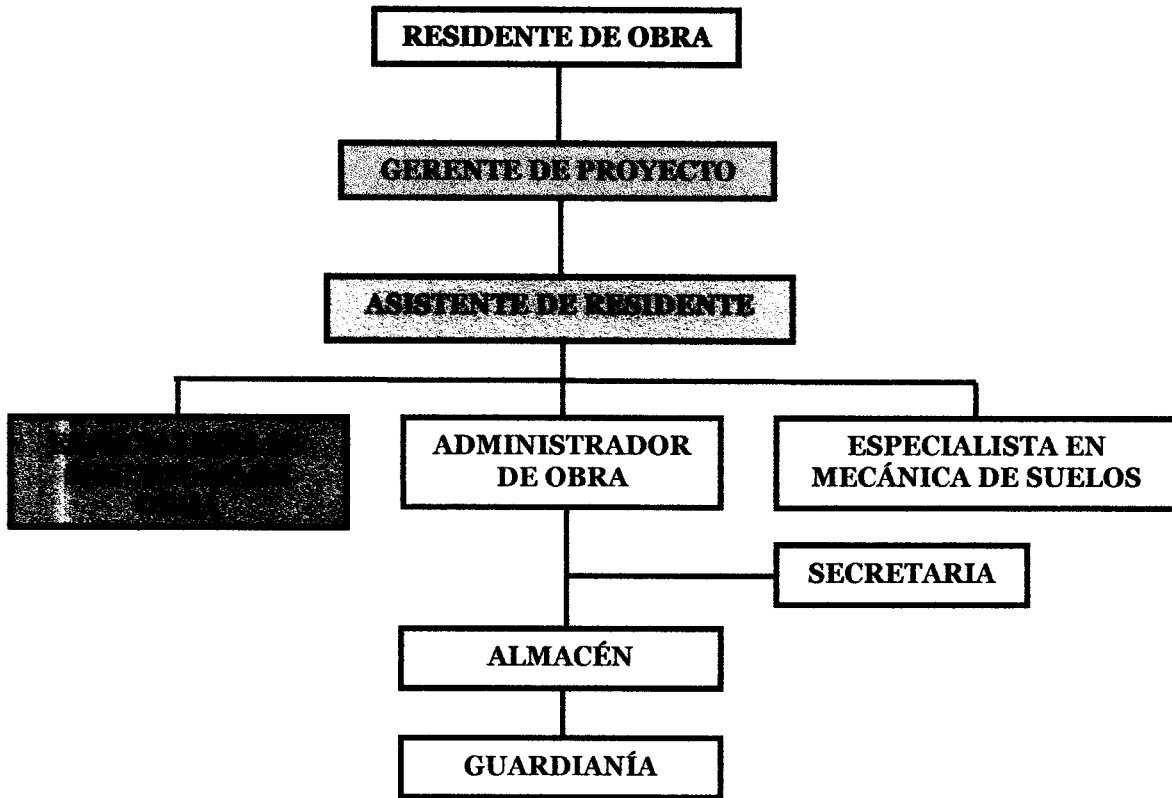 RESIDENTE DE OBRA
GERENTE DE PROYECTO
ASISTENTE DE RESIDENTE
ADMINISTRADOR
DE OBRA
ESPECIALISTA EN
MECÁNICA DE SUELOS
SECRETARIA
ALMACÉN
GUARDIANÍA